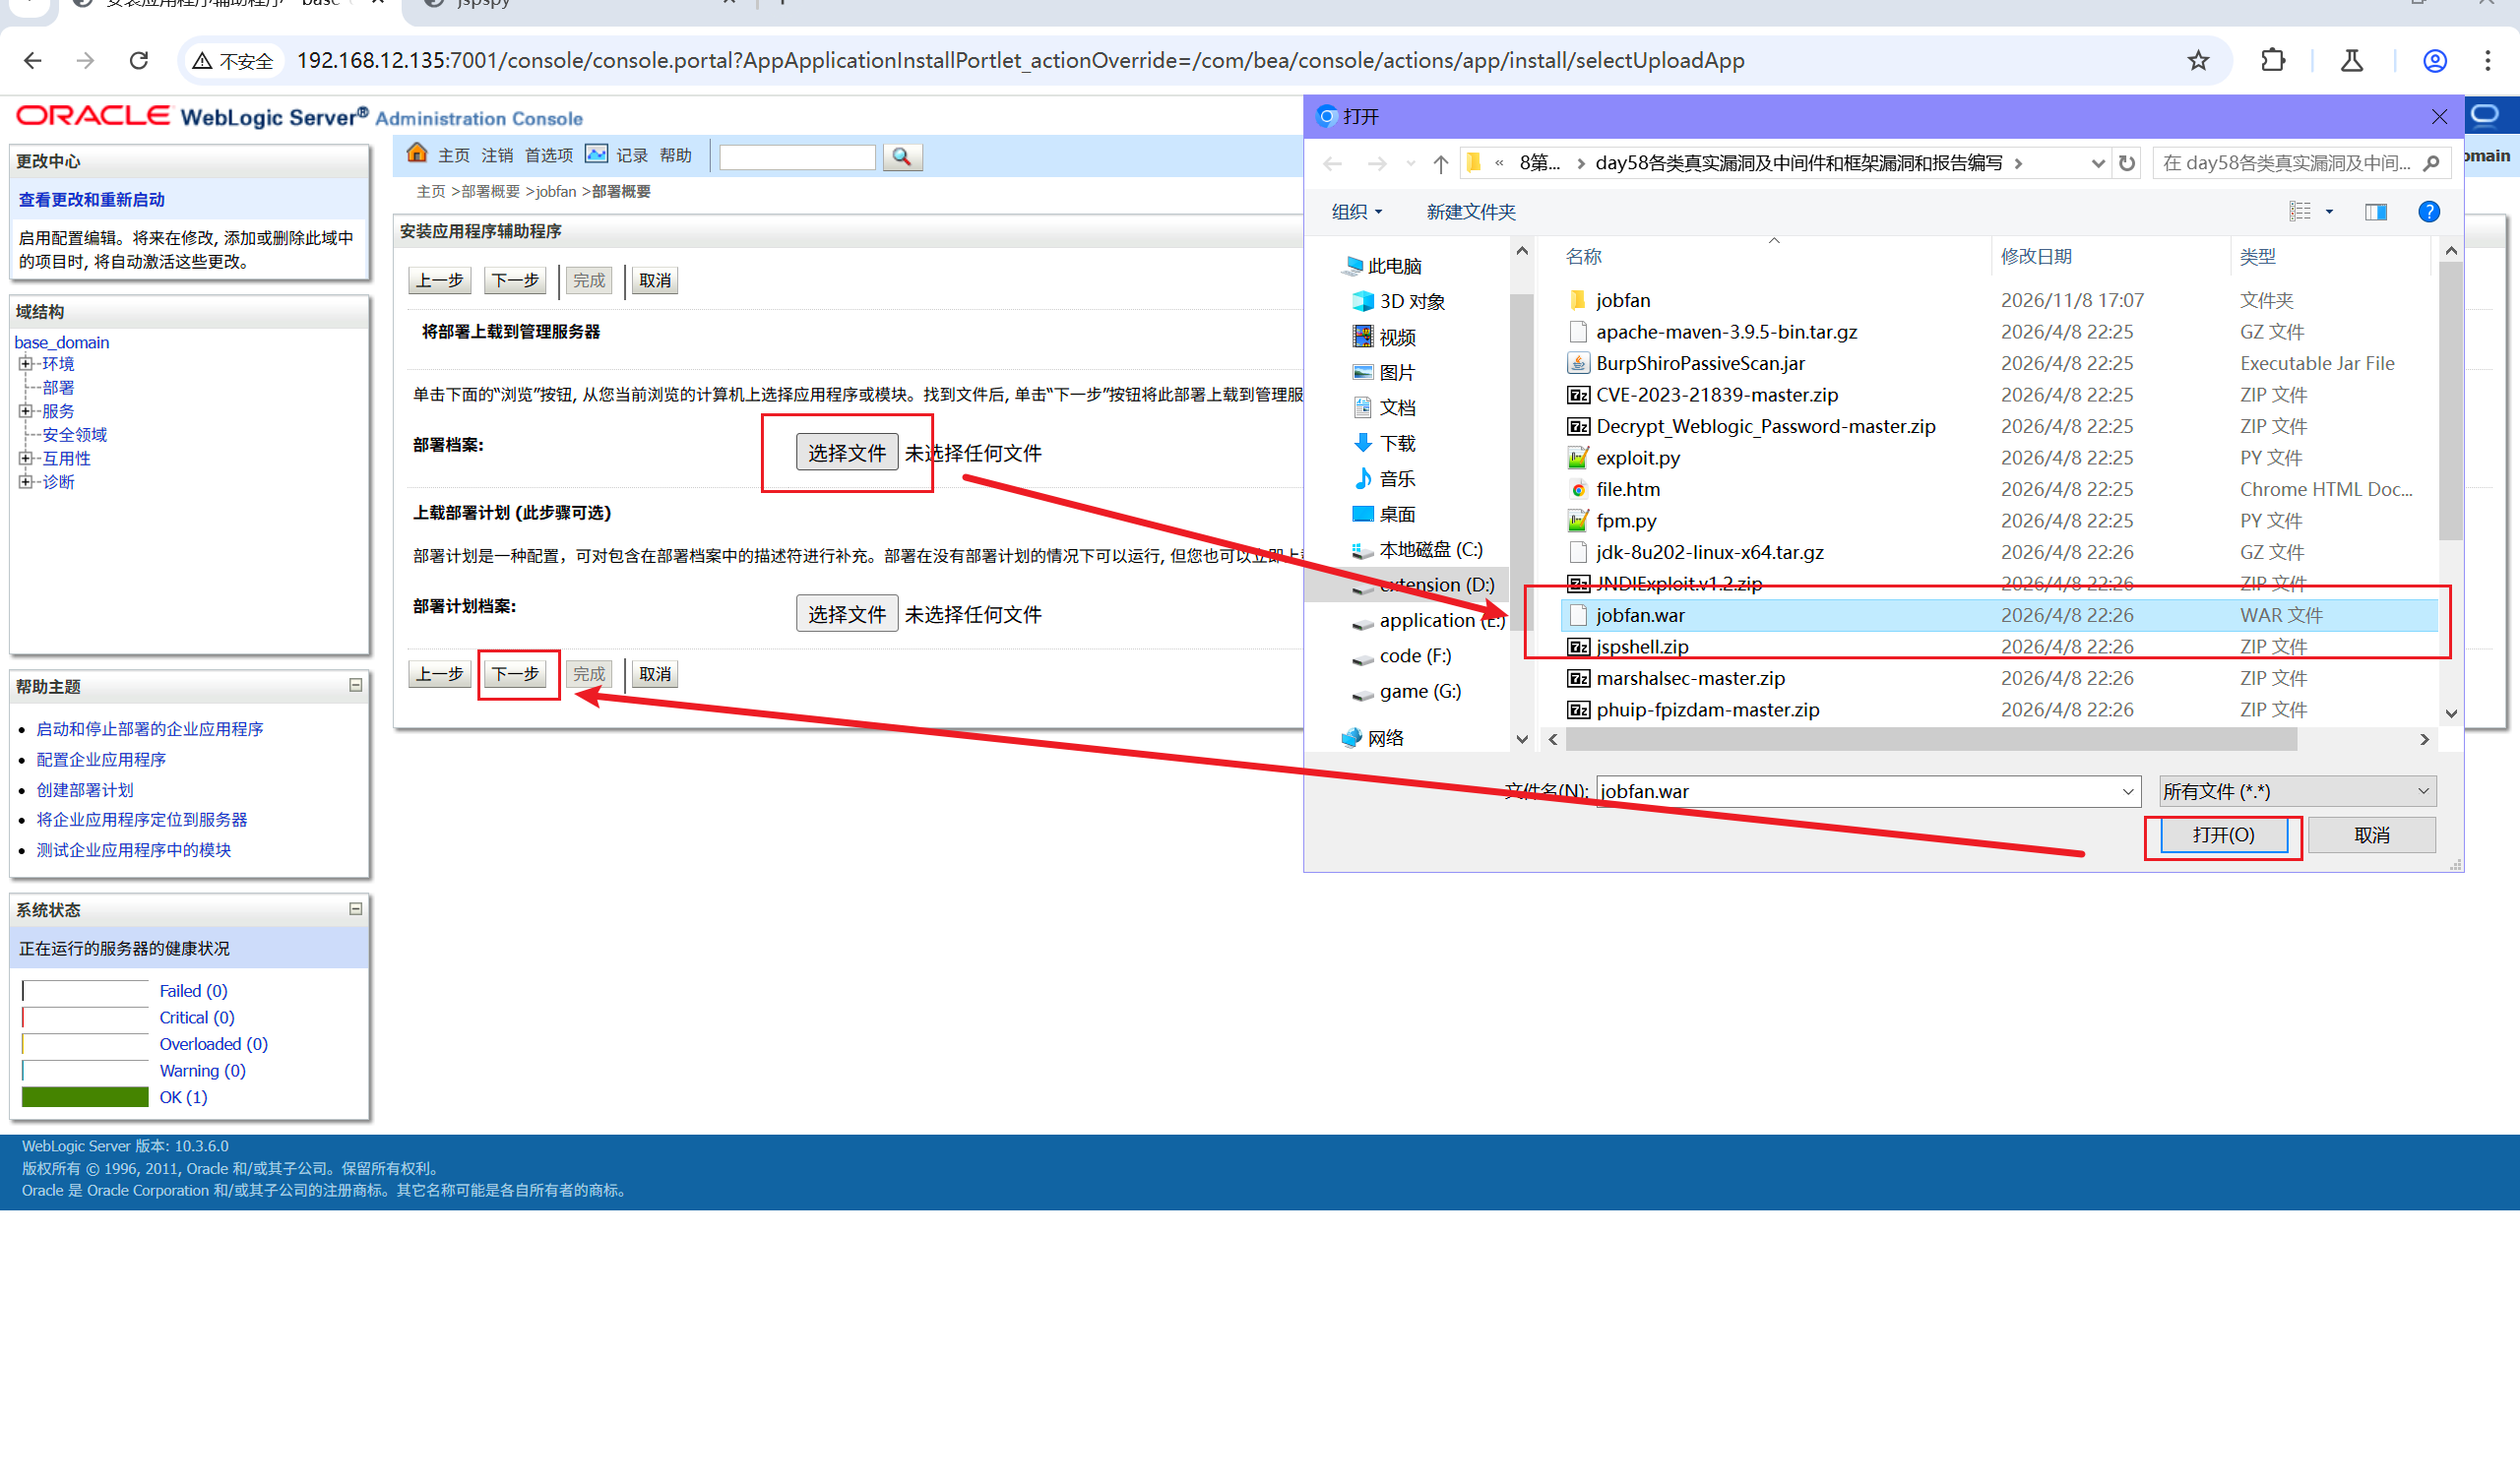 安装应用程序辅助程序 - base
jspspy
不安全
192.168.12.135:7001/console/console.portal?AppApplicationInstallPortlet_actionOverride=/com/bea/console/actions/app/install/selectUploadApp
ORACLE WebLogic Server® Administration Console
更改中心
查看更改和重新启动
启用配置编辑。将来在修改, 添加或删除此域中
的项目时, 将自动激活这些更改。
域结构
base_domain
环境
部署
服务
安全领域
互用性
诊断
帮助主题
启动和停止部署的企业应用程序
配置企业应用程序
创建部署计划
将企业应用程序定位到服务器
测试企业应用程序中的模块
系统状态
正在运行的服务器的健康状况
Failed (0)
Critical (0)
Overloaded (0)
Warning (0)
OK (1)
主页 注销 首选项 记录 帮助
主页 >部署概要 >jobfan >部署概要
安装应用程序辅助程序
上一步 下一步 完成 取消
将部署上载到管理服务器
单击下面的“浏览”按钮, 从您当前浏览的计算机上选择应用程序或模块。找到文件后, 单击“下一步”按钮将此部署上载到管理服
部署档案: 选择文件 未选择任何文件
上载部署计划 (此步骤可选)
部署计划是一种配置，可对包含在部署档案中的描述符进行补充。部署在没有部署计划的情况下可以运行, 但您也可以立即上
部署计划档案: 选择文件 未选择任何文件
上一步 下一步 完成 取消
omain
打开
« 8第... › day58各类真实漏洞及中间件和框架漏洞和报告编写 ›
在 day58各类真实漏洞及中间...
组织 新建文件夹
此电脑
3D 对象
视频
图片
文档
下载
音乐
桌面
本地磁盘 (C:)
extension (D:)
application (E:)
code (F:)
game (G:)
网络
名称 修改日期 类型
jobfan 2026/11/8 17:07 文件夹
apache-maven-3.9.5-bin.tar.gz 2026/4/8 22:25 GZ 文件
BurpShiroPassiveScan.jar 2026/4/8 22:25 Executable Jar File
CVE-2023-21839-master.zip 2026/4/8 22:25 ZIP 文件
Decrypt_Weblogic_Password-master.zip 2026/4/8 22:25 ZIP 文件
exploit.py 2026/4/8 22:25 PY 文件
file.htm 2026/4/8 22:25 Chrome HTML Doc...
fpm.py 2026/4/8 22:25 PY 文件
jdk-8u202-linux-x64.tar.gz 2026/4/8 22:26 GZ 文件
JNDIExploit.v1.2.zip 2026/4/8 22:26 ZIP 文件
jobfan.war 2026/4/8 22:26 WAR 文件
jspshell.zip 2026/4/8 22:26 ZIP 文件
marshalsec-master.zip 2026/4/8 22:26 ZIP 文件
phuip-fpizdam-master.zip 2026/4/8 22:26 ZIP 文件
文件名(N): jobfan.war
所有文件 (*.*)
打开(O) 取消
WebLogic Server 版本: 10.3.6.0
版权所有 © 1996, 2011, Oracle 和/或其子公司。保留所有权利。
Oracle 是 Oracle Corporation 和/或其子公司的注册商标。其它名称可能是各自所有者的商标。